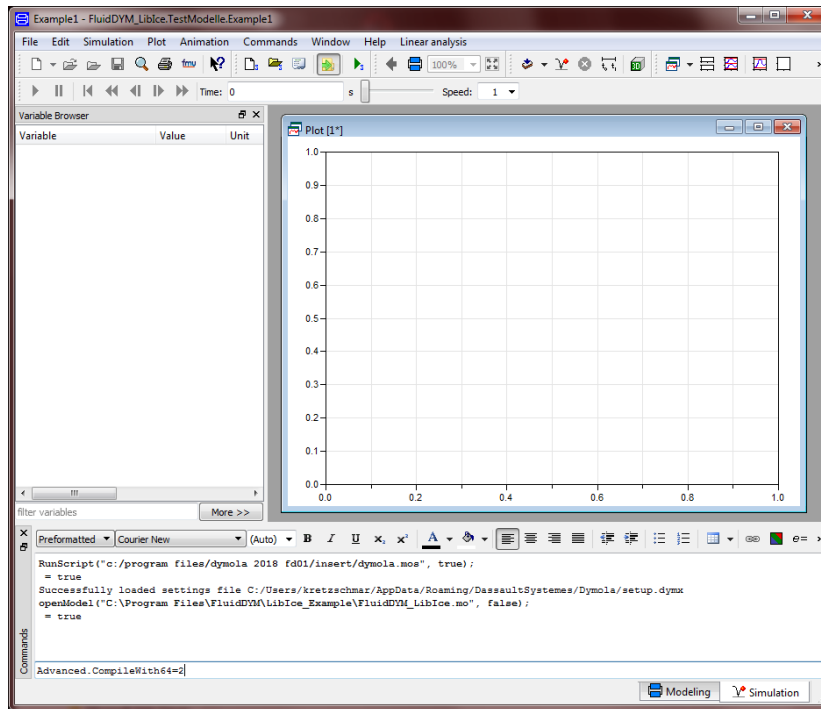 Example1 - FluidDYM_LibIce.TestModelle.Example1
File Edit Simulation Plot Animation Commands Window Help Linear analysis
fmu 100% 3D
Time: 0 s Speed: 1
Variable Browser
Variable Value Unit
Plot [1*]
1.0
0.9
0.8
0.7
0.6
0.5
0.4
0.3
0.2
0.1
0.0
0.0 0.2 0.4 0.6 0.8 1.0
filter variables More >>
Preformatted Courier New (Auto) B I U x₂ x² A e=
RunScript("c:/program files/dymola 2018 fd01/insert/dymola.mos", true);
= true
Successfully loaded settings file C:/Users/kretzschmar/AppData/Roaming/DassaultSystemes/Dymola/setup.dymx
openModel("C:\Program Files\FluidDYM\LibIce_Example\FluidDYM_LibIce.mo", false);
= true
Commands
Advanced.CompileWith64=2
Modeling Simulation